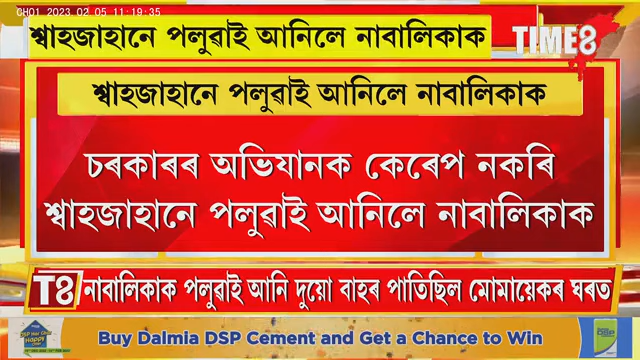 CH01 2023.02.05 11:19:35
শ্বাহজাহানে পলুৱাই আনিলে নাবালিকাক
TIME8
শ্বাহজাহানে পলুৱাই আনিলে নাবালিকাক
চৰকাৰৰ অভিযানক কেৰেপ নকৰি
শ্বাহজাহানে পলুৱাই আনিলে নাবালিকাক
T8 নাবালিকাক পলুৱাই আনি দুয়ো বাহৰ পাতিছিল মোমায়েকৰ ঘৰত
Buy Dalmia DSP Cement and Get a Chance to Win